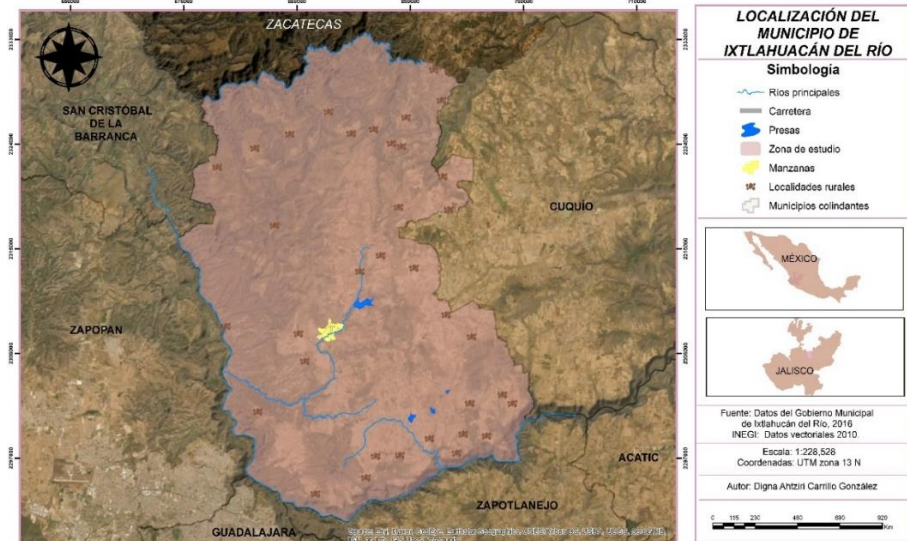 ZACATECAS
SAN CRISTOBAL
DE LA
BARRANCA
CUQUÍO
ZAPOPAN
ACATIC
ZAPOTLANEJO
GUADALAJARA
LOCALIZACIÓN DEL
MUNICIPIO DE
IXTLAHUACÁN DEL RÍO
Simbología
Ríos principales
Carretera
Presas
Zona de estudio
Manzanas
Localidades rurales
Municipios colindantes
MÉXICO
JALISCO
Fuente: Datos del Gobierno Municipal
de Ixtlahucán del Río, 2016
INEGI: Datos vectoriales 2010.
Escala: 1:228,528
Coordenadas: UTM zona 13 N
Autor: Digna Ahtziri Carrillo González
0 115 230 460 690 920
Km